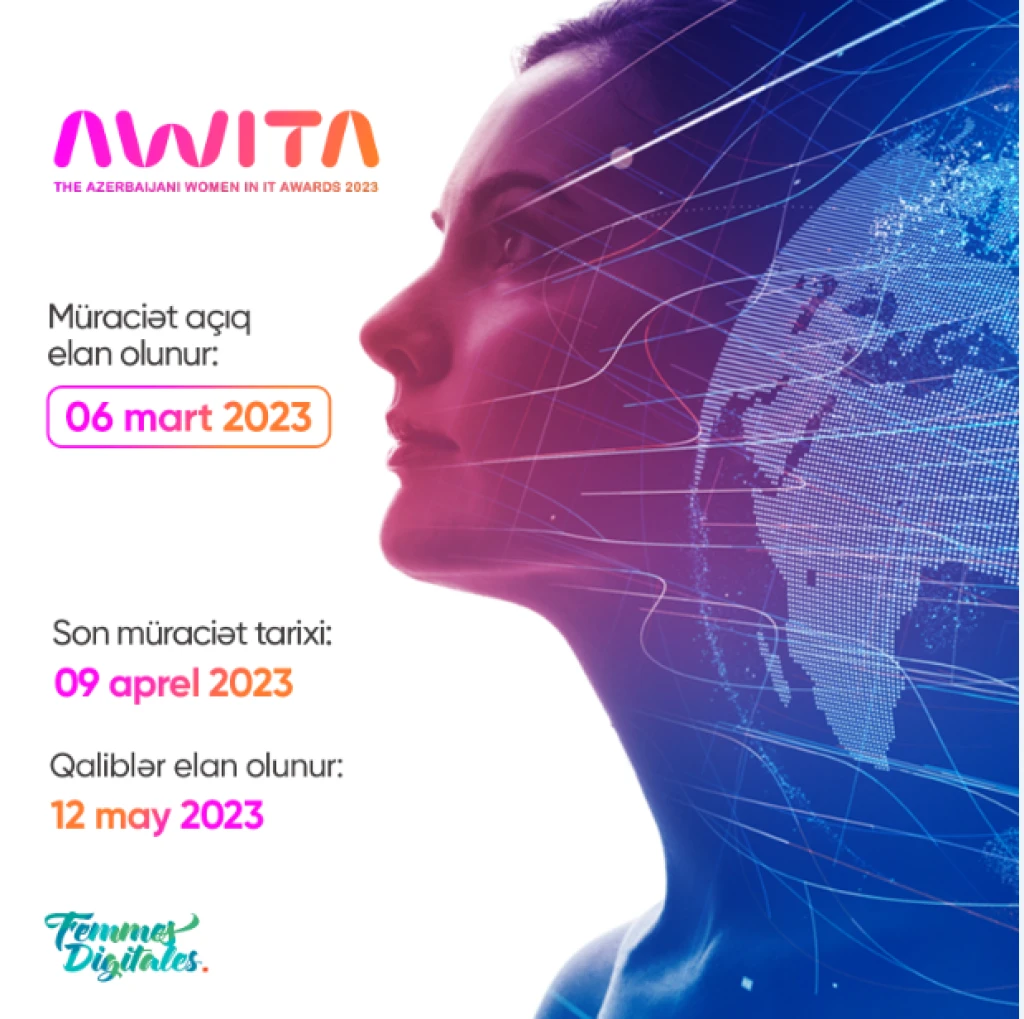 AWITA
THE AZERBAIJANI WOMEN IN IT AWARDS 2023
Müraciət açıq
elan olunur:
06 mart 2023
Son müraciət tarixi:
09 aprel 2023
Qaliblər elan olunur:
12 may 2023
Femmes
Digitales.